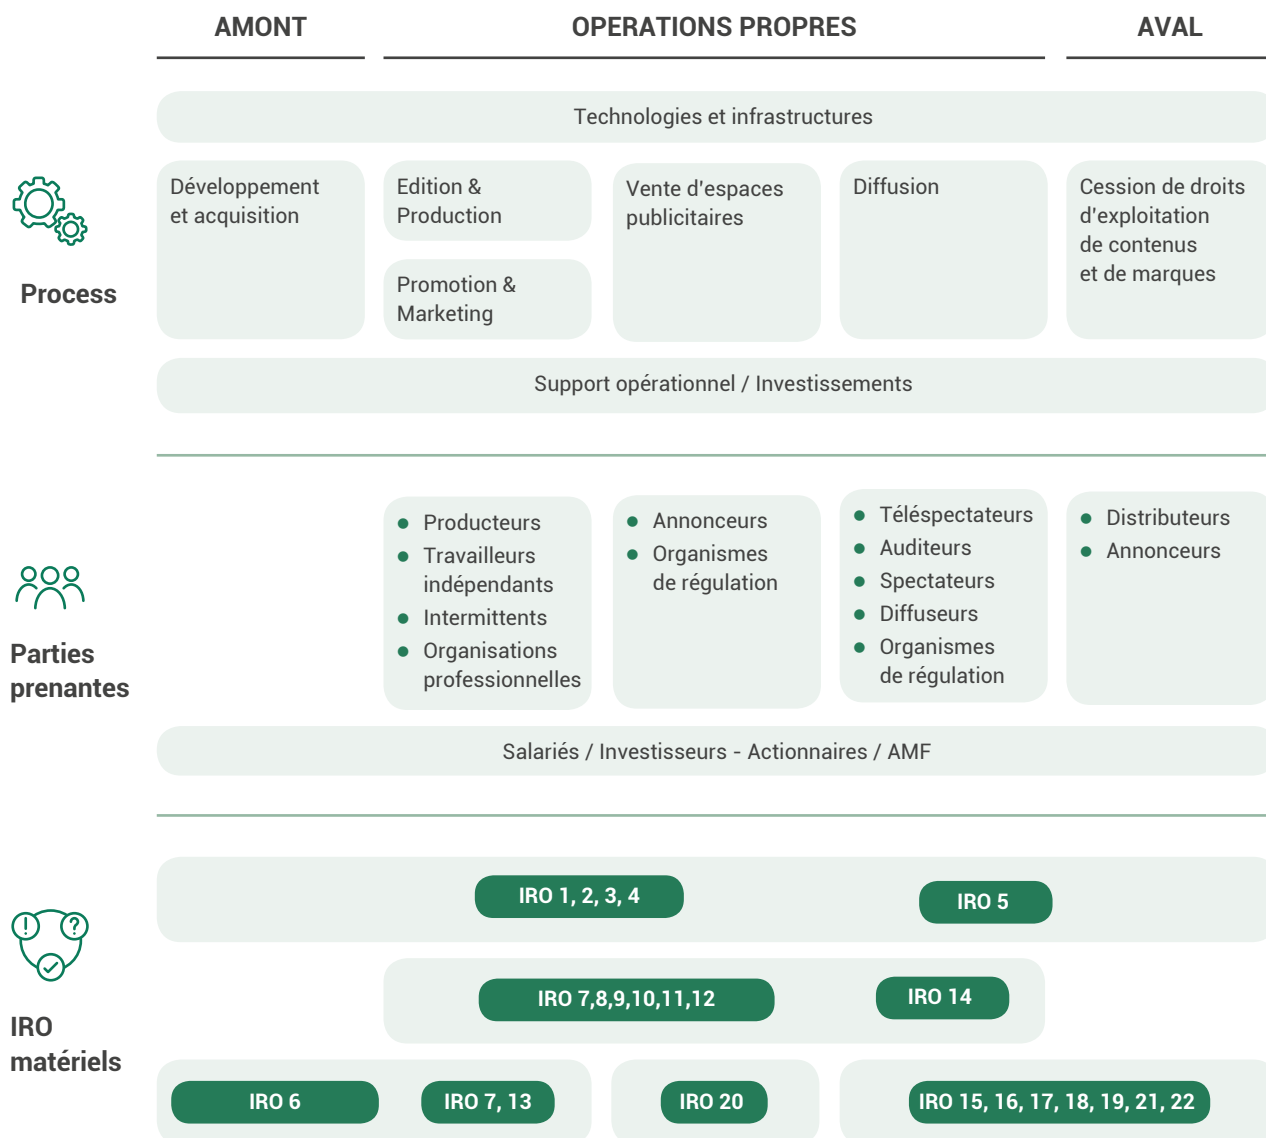 AMONT
OPERATIONS PROPRES
AVAL
Technologies et infrastructures
Process
Développement
et acquisition
Edition &
Production
Promotion &
Marketing
Vente d'espaces
publicitaires
Diffusion
Cession de droits
d'exploitation
de contenus
et de marques
Support opérationnel / Investissements
Parties
prenantes
Producteurs
Travailleurs
indépendants
Intermittents
Organisations
professionnelles
Annonceurs
Organismes
de régulation
Téléspectateurs
Auditeurs
Spectateurs
Diffuseurs
Organismes
de régulation
Distributeurs
Annonceurs
Salariés / Investisseurs - Actionnaires / AMF
IRO
matériels
IRO 1, 2, 3, 4
IRO 5
IRO 7,8,9,10,11,12
IRO 14
IRO 6
IRO 7, 13
IRO 20
IRO 15, 16, 17, 18, 19, 21, 22